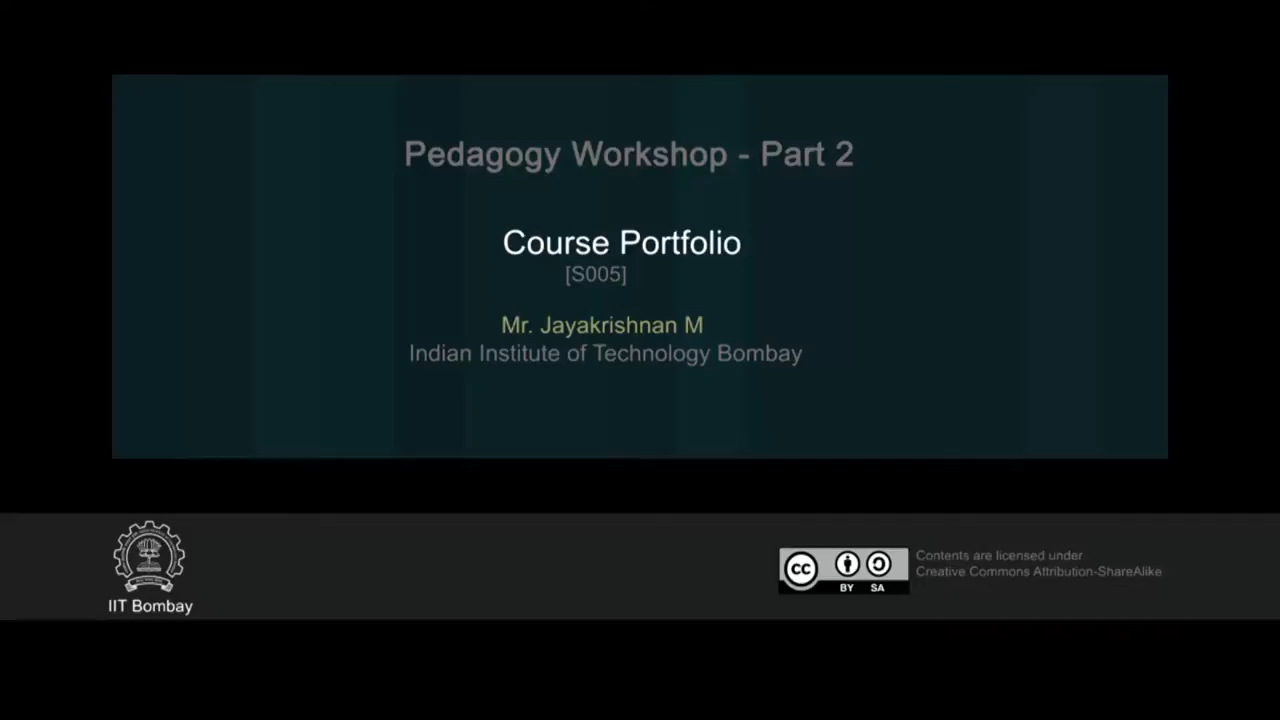 Pedagogy Workshop - Part 2
Course Portfolio
[S005]
Mr. Jayakrishnan M
Indian Institute of Technology Bombay
IIT Bombay
cc
BY SA
Contents are licensed under
Creative Commons Attribution-ShareAlike